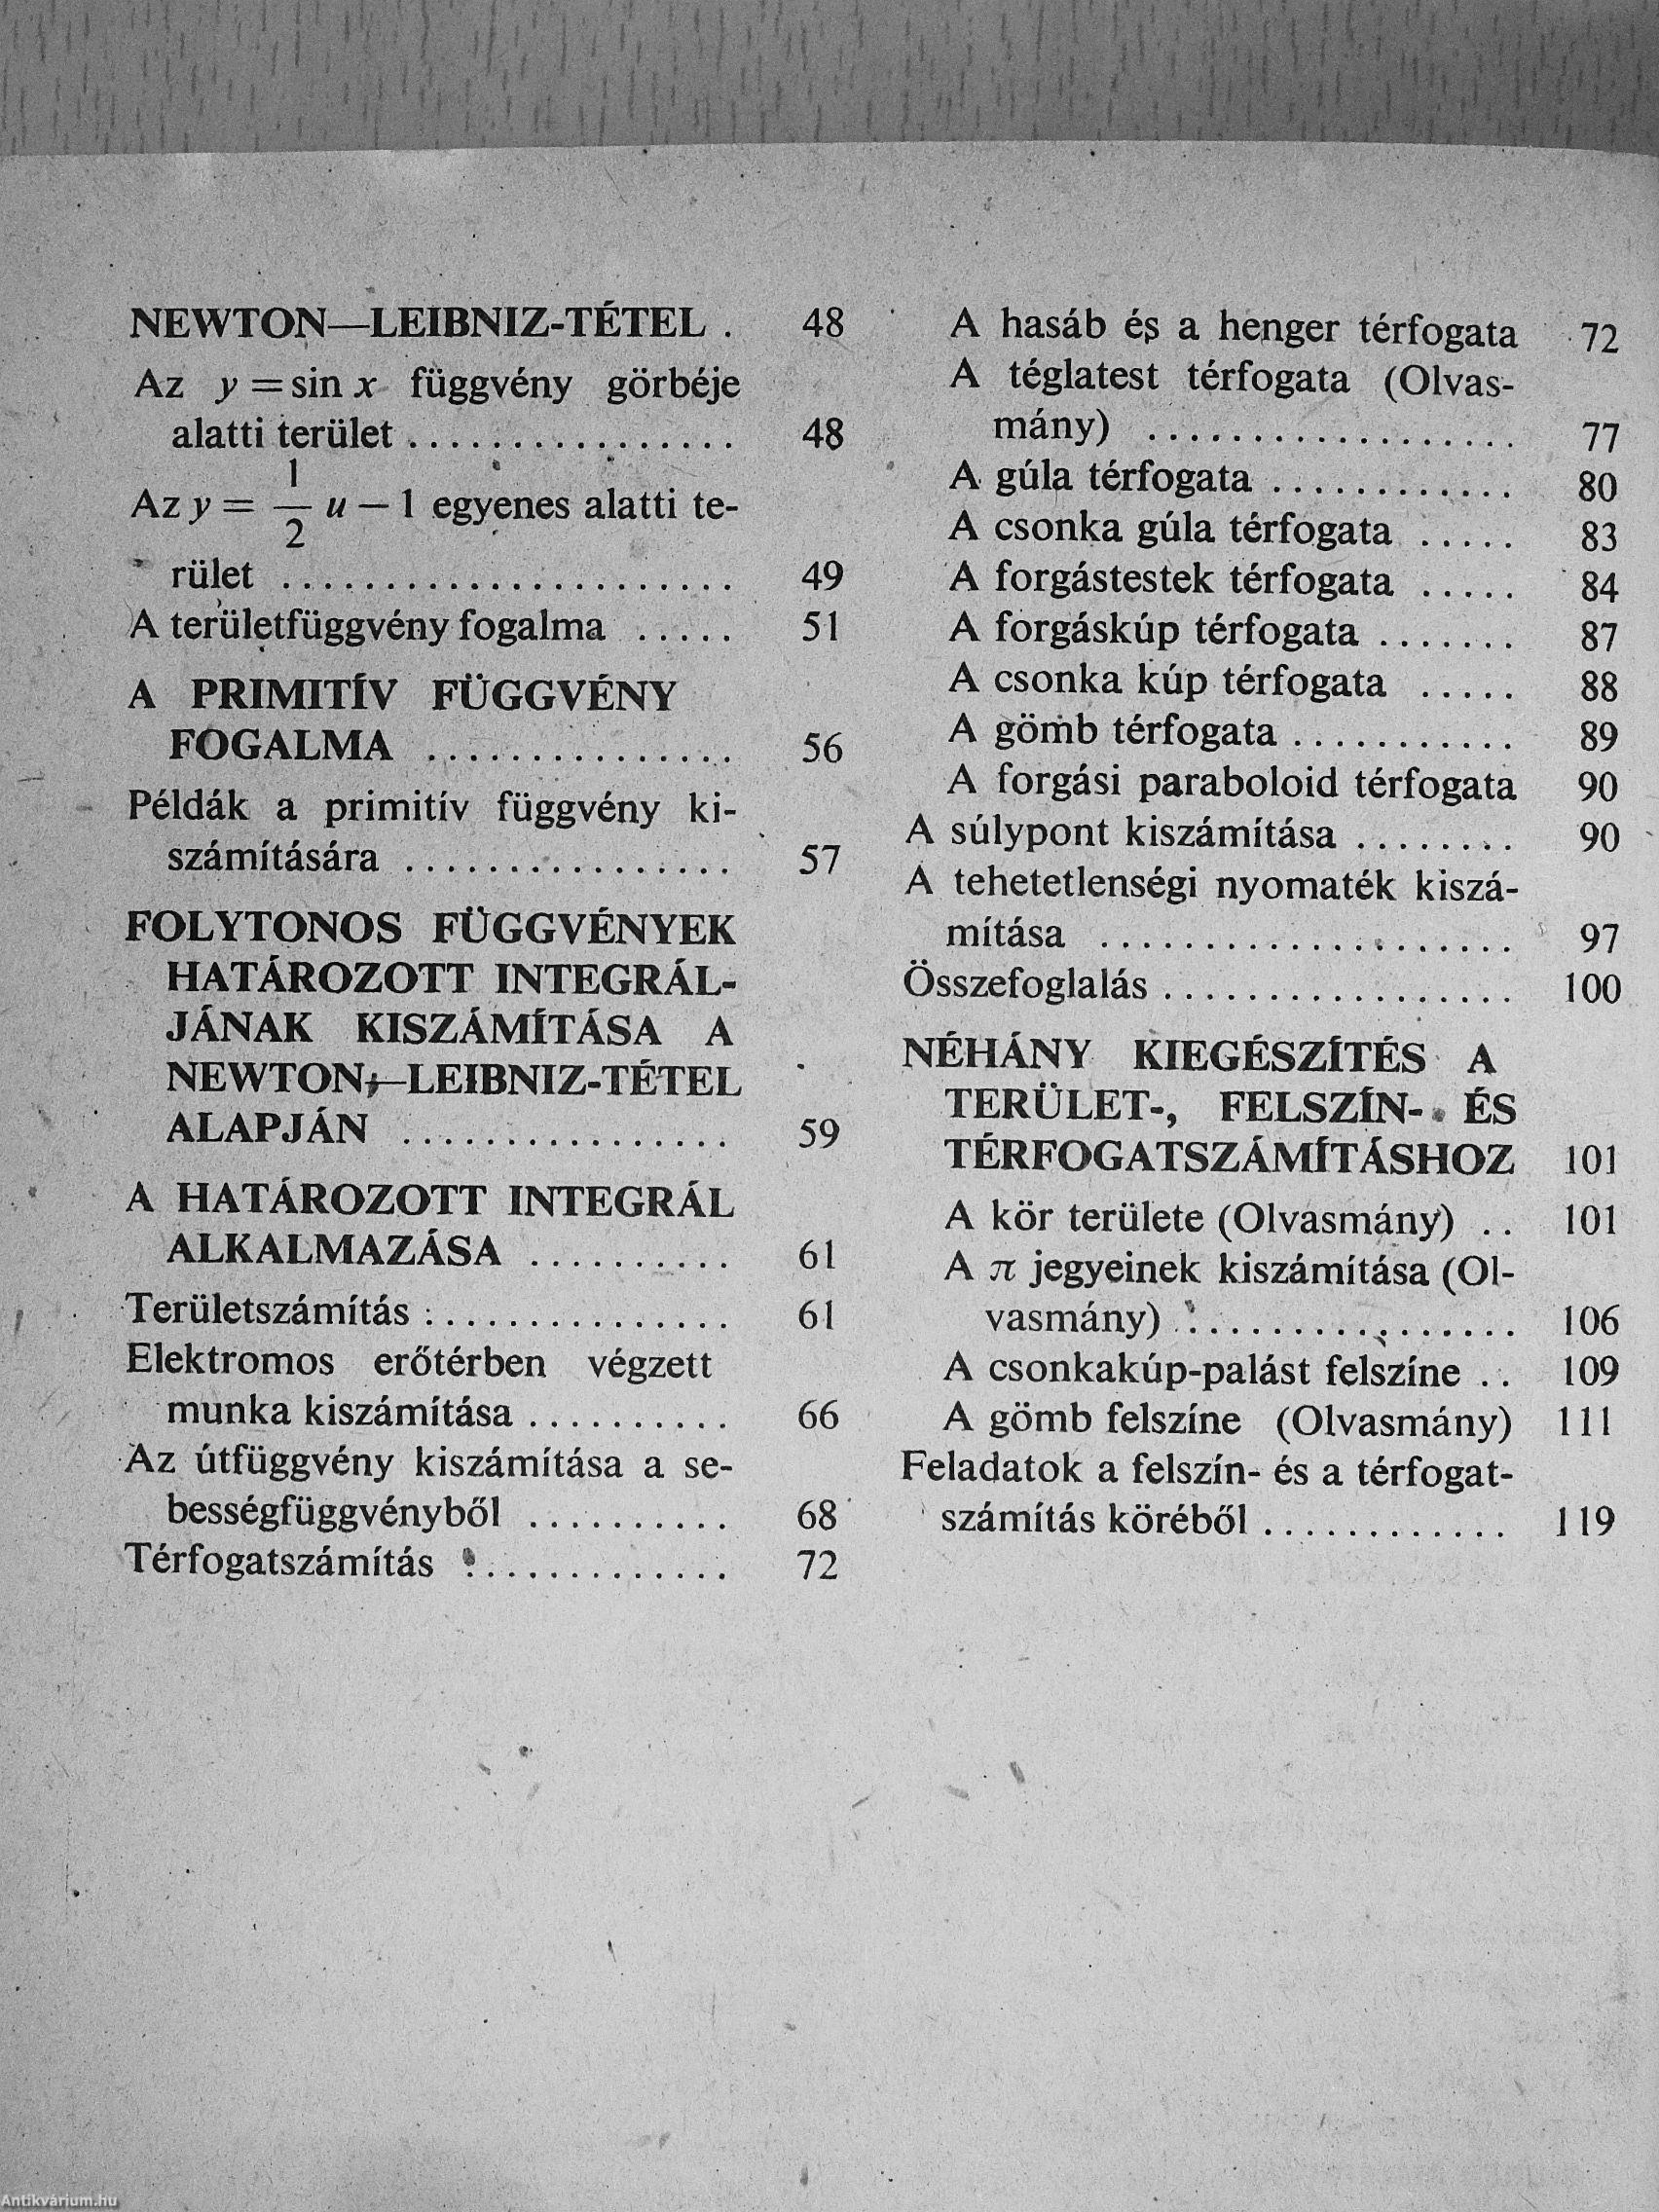 NEWTON—LEIBNIZ-TÉTEL . 48
Az y = sin x függvény görbéje
alatti terület ................ 48
Az y = 1/2 u – 1 egyenes alatti te-
rület ...................... 49
A területfüggvény fogalma ..... 51
A PRIMITÍV FÜGGVÉNY
FOGALMA ............... 56
Példák a primitív függvény ki-
számítására ................ 57
FOLYTONOS FÜGGVÉNYEK
HATÁROZOTT INTEGRÁL-
JÁNAK KISZÁMÍTÁSA A
NEWTON—LEIBNIZ-TÉTEL
ALAPJÁN ................ 59
A HATÁROZOTT INTEGRÁL
ALKALMAZÁSA .......... 61
Területszámítás ............... 61
Elektromos erőtérben végzett
munka kiszámítása .......... 66
Az útfüggvény kiszámítása a se-
bességfüggvényből .......... 68
Térfogatszámítás ............. 72
A hasáb és a henger térfogata 72
A téglatest térfogata (Olvas-
mány) .................. 77
A gúla térfogata ............ 80
A csonka gúla térfogata ..... 83
A forgástestek térfogata ..... 84
A forgáskúp térfogata ....... 87
A csonka kúp térfogata ..... 88
A gömb térfogata ........... 89
A forgási paraboloid térfogata 90
A súlypont kiszámítása ........ 90
A tehetetlenségi nyomaték kiszá-
mítása .................... 97
Összefoglalás ................. 100
NÉHÁNY KIEGÉSZÍTÉS A
TERÜLET-, FELSZÍN- ÉS
TÉRFOGATSZÁMÍTÁSHOZ 101
A kör területe (Olvasmány) .. 101
A π jegyeinek kiszámítása (Ol-
vasmány) ................ 106
A csonkakúp-palást felszíne .. 109
A gömb felszíne (Olvasmány) 111
Feladatok a felszín- és a térfogat-
számítás köréből ............ 119
Antikvárium.hu